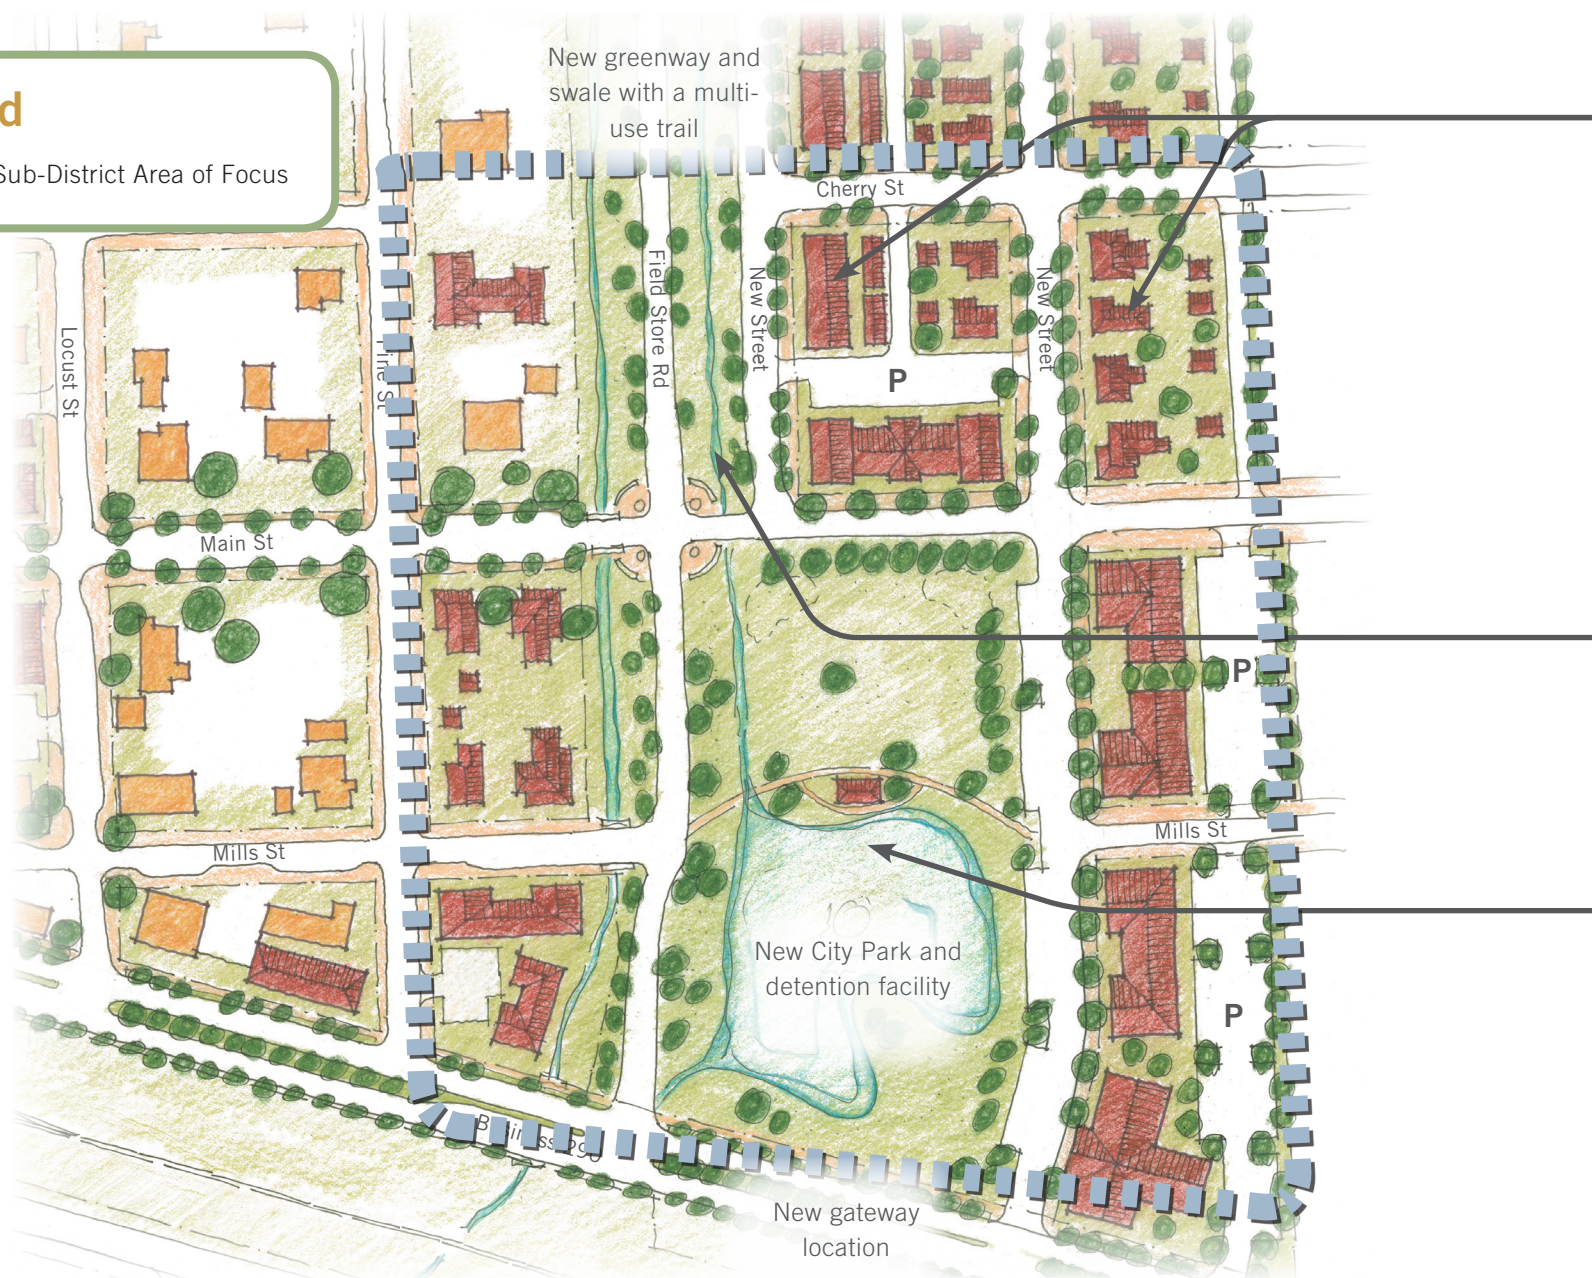 d
Sub-District Area of Focus
New greenway and
swale with a multi-
use trail
Cherry St
Locust St
Field Store Rd
New Street
New Street
P
Main St
P
Mills St
Mills St
New City Park and
detention facility
P
Business 290
New gateway
location